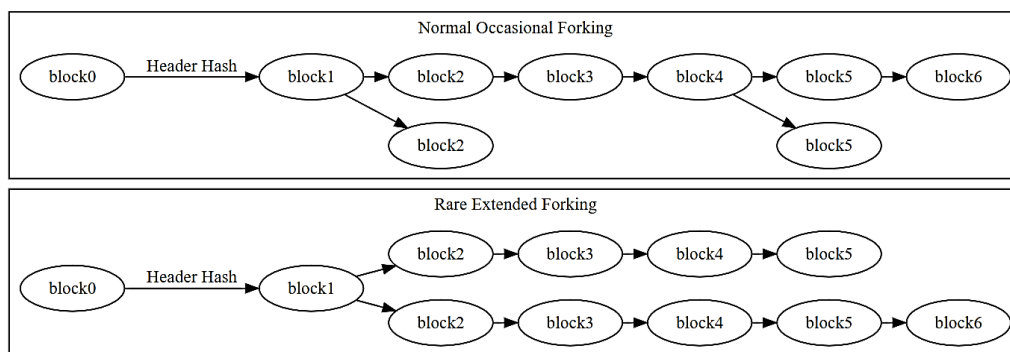 Normal Occasional Forking
block0 Header Hash block1 block2 block3 block4 block5 block6
block2 block5
Rare Extended Forking
block2 block3 block4 block5
block0 Header Hash block1
block2 block3 block4 block5 block6